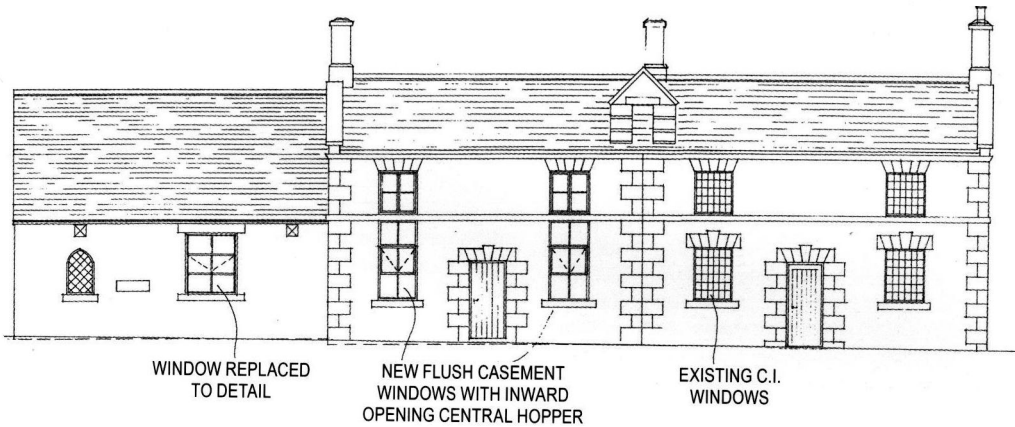 WINDOW REPLACED
TO DETAIL
NEW FLUSH CASEMENT
WINDOWS WITH INWARD
OPENING CENTRAL HOPPER
EXISTING C.I.
WINDOWS